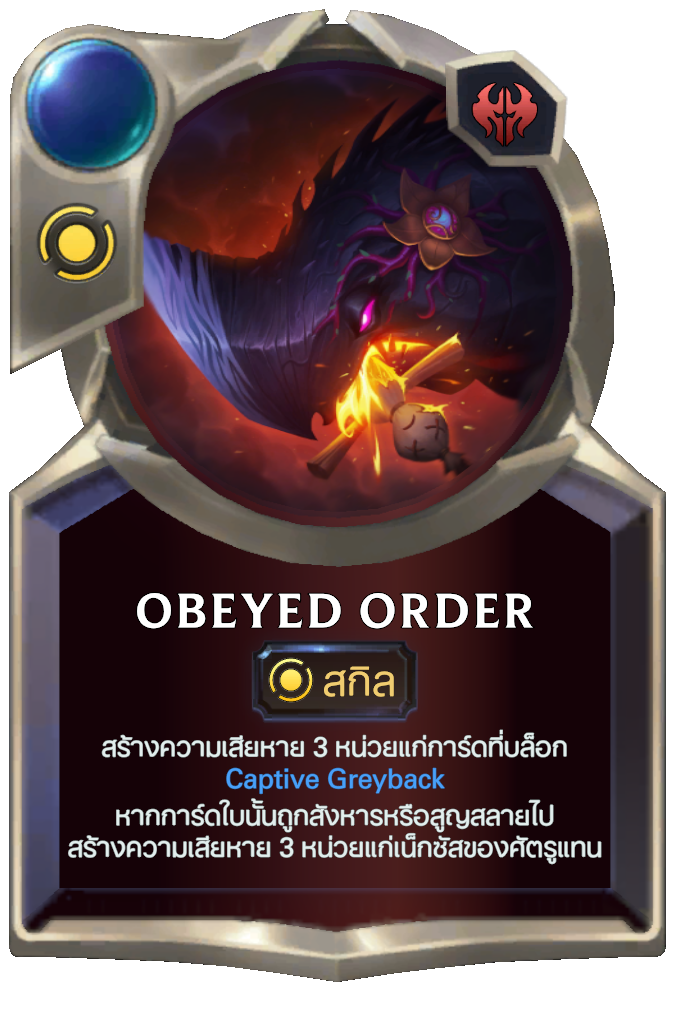 OBEYED ORDER
สกิล
สร้างความเสียหาย 3 หน่วยแก่การ์ดที่บล็อก
Captive Greyback
หากการ์ดใบนั้นถูกสังหารหรือสูญสลายไป
สร้างความเสียหาย 3 หน่วยแก่เน็กซัสของศัตรูแทน